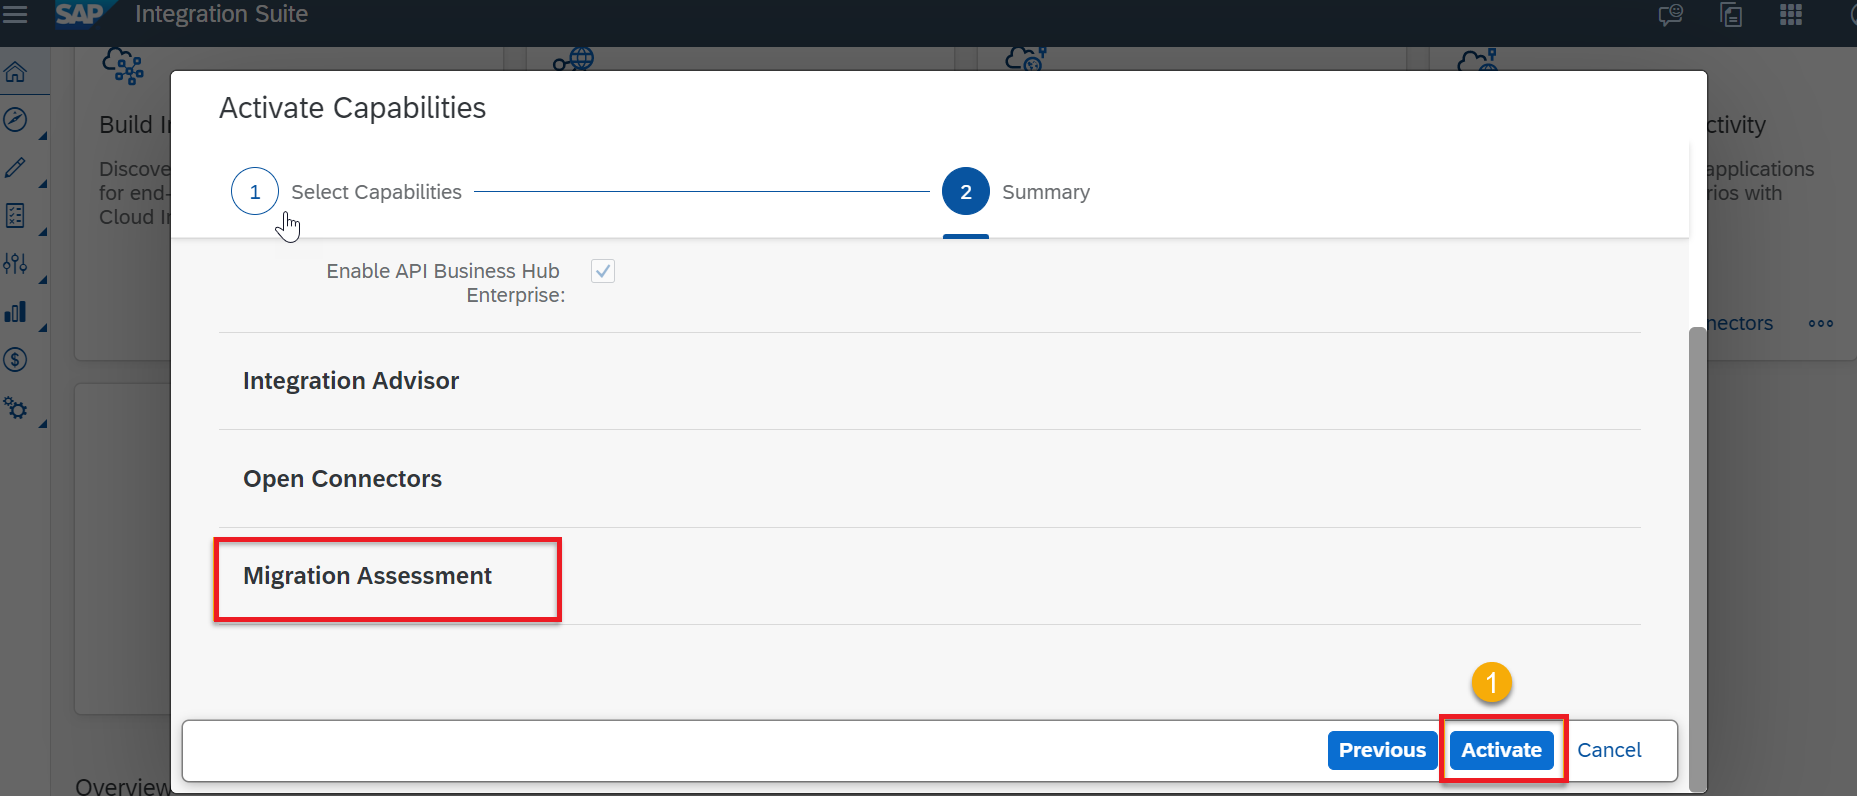 SAP Integration Suite
Activate Capabilities
1 Select Capabilities
2 Summary
Build I
Discove
for end-
Cloud In
ctivity
applications
rios with
nectors
Enable API Business Hub
Enterprise:
Integration Advisor
Open Connectors
Migration Assessment
1
Previous Activate Cancel
Overview